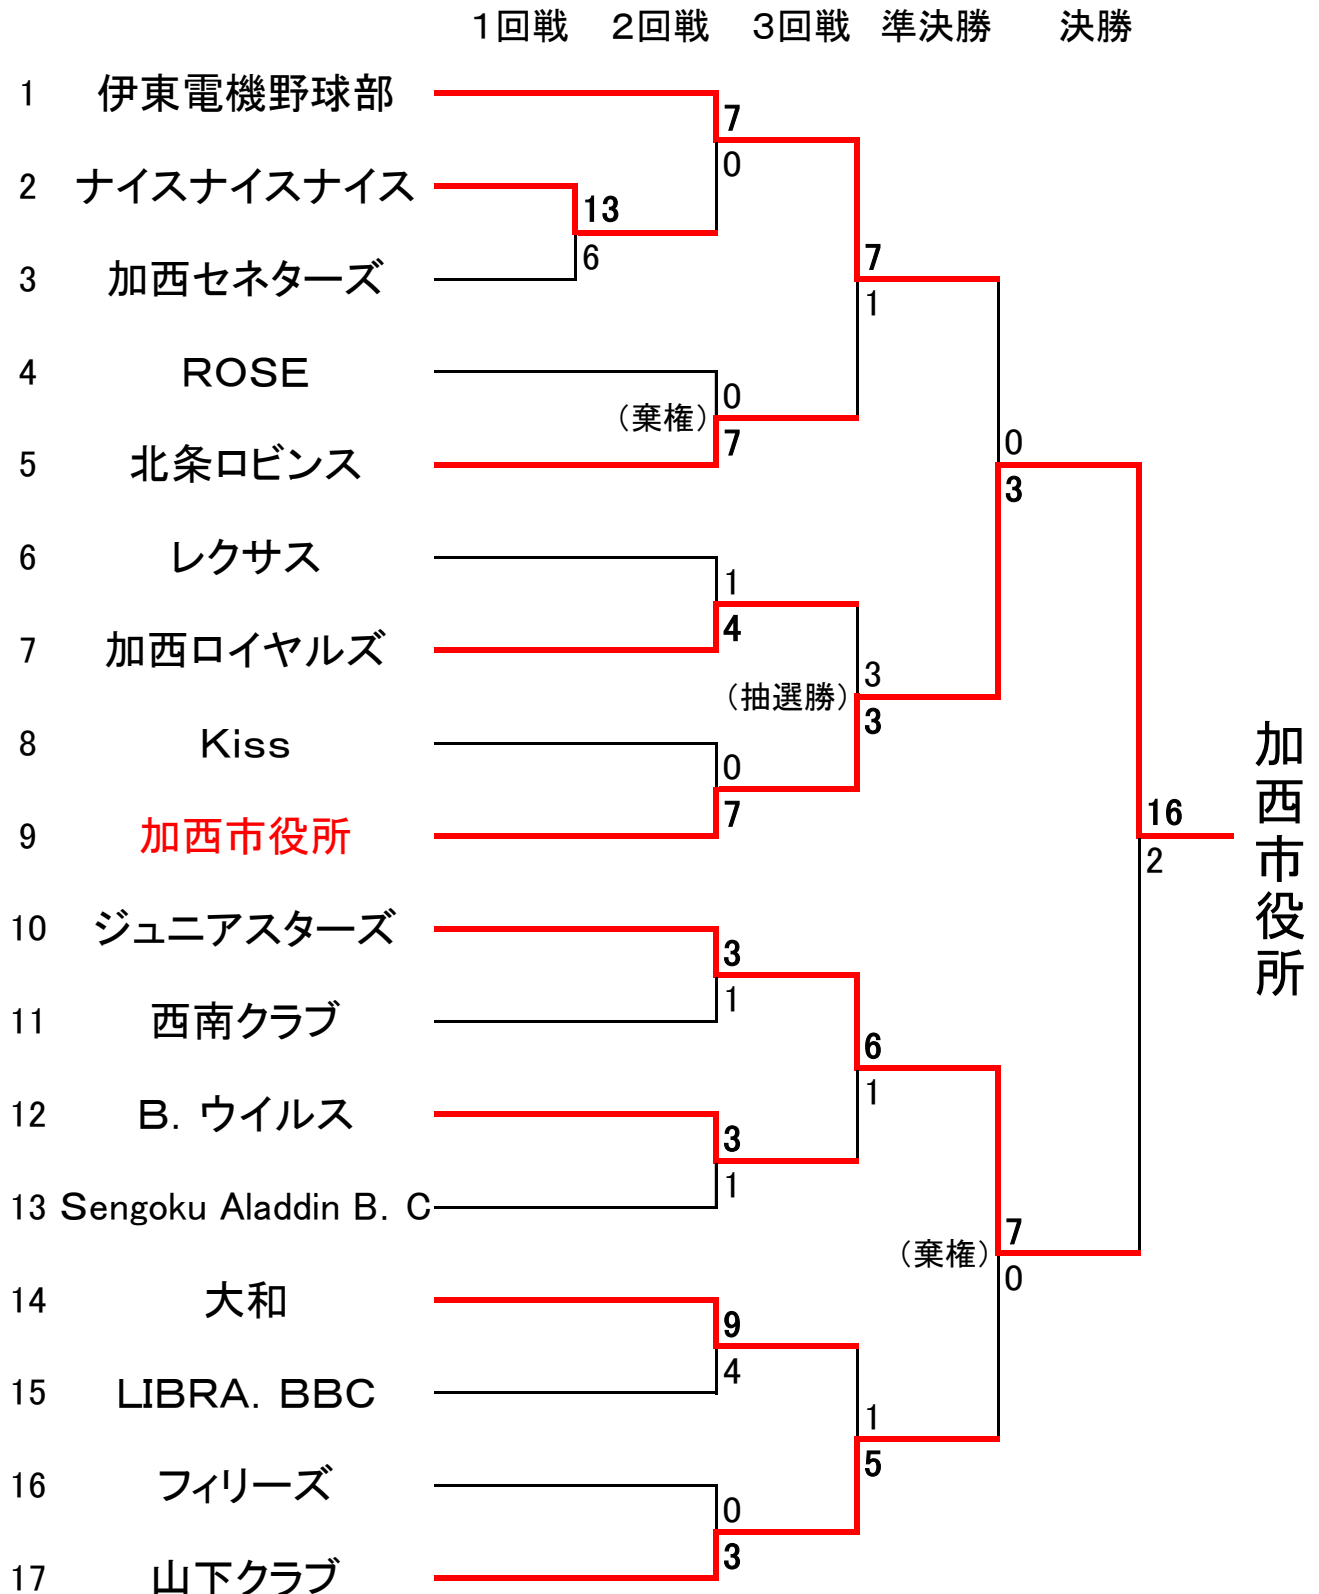 1回戦 2回戦 3回戦 準決勝 決勝
1 伊東電機野球部
7
0
2 ナイスナイスナイス
13
6
3 加西セネターズ
7
1
4 ROSE
0
(棄権)
7
5 北条ロビンス
0
3
6 レクサス
1
4
7 加西ロイヤルズ
3
(抽選勝)
3
8 Kiss
0
7
9 加西市役所
16
2
加西市役所
10 ジュニアスターズ
3
1
11 西南クラブ
6
1
12 B.ウイルス
3
1
13 Sengoku Aladdin B.C
7
(棄権)
0
14 大和
9
4
15 LIBRA.BBC
1
5
16 フィリーズ
0
3
17 山下クラブ